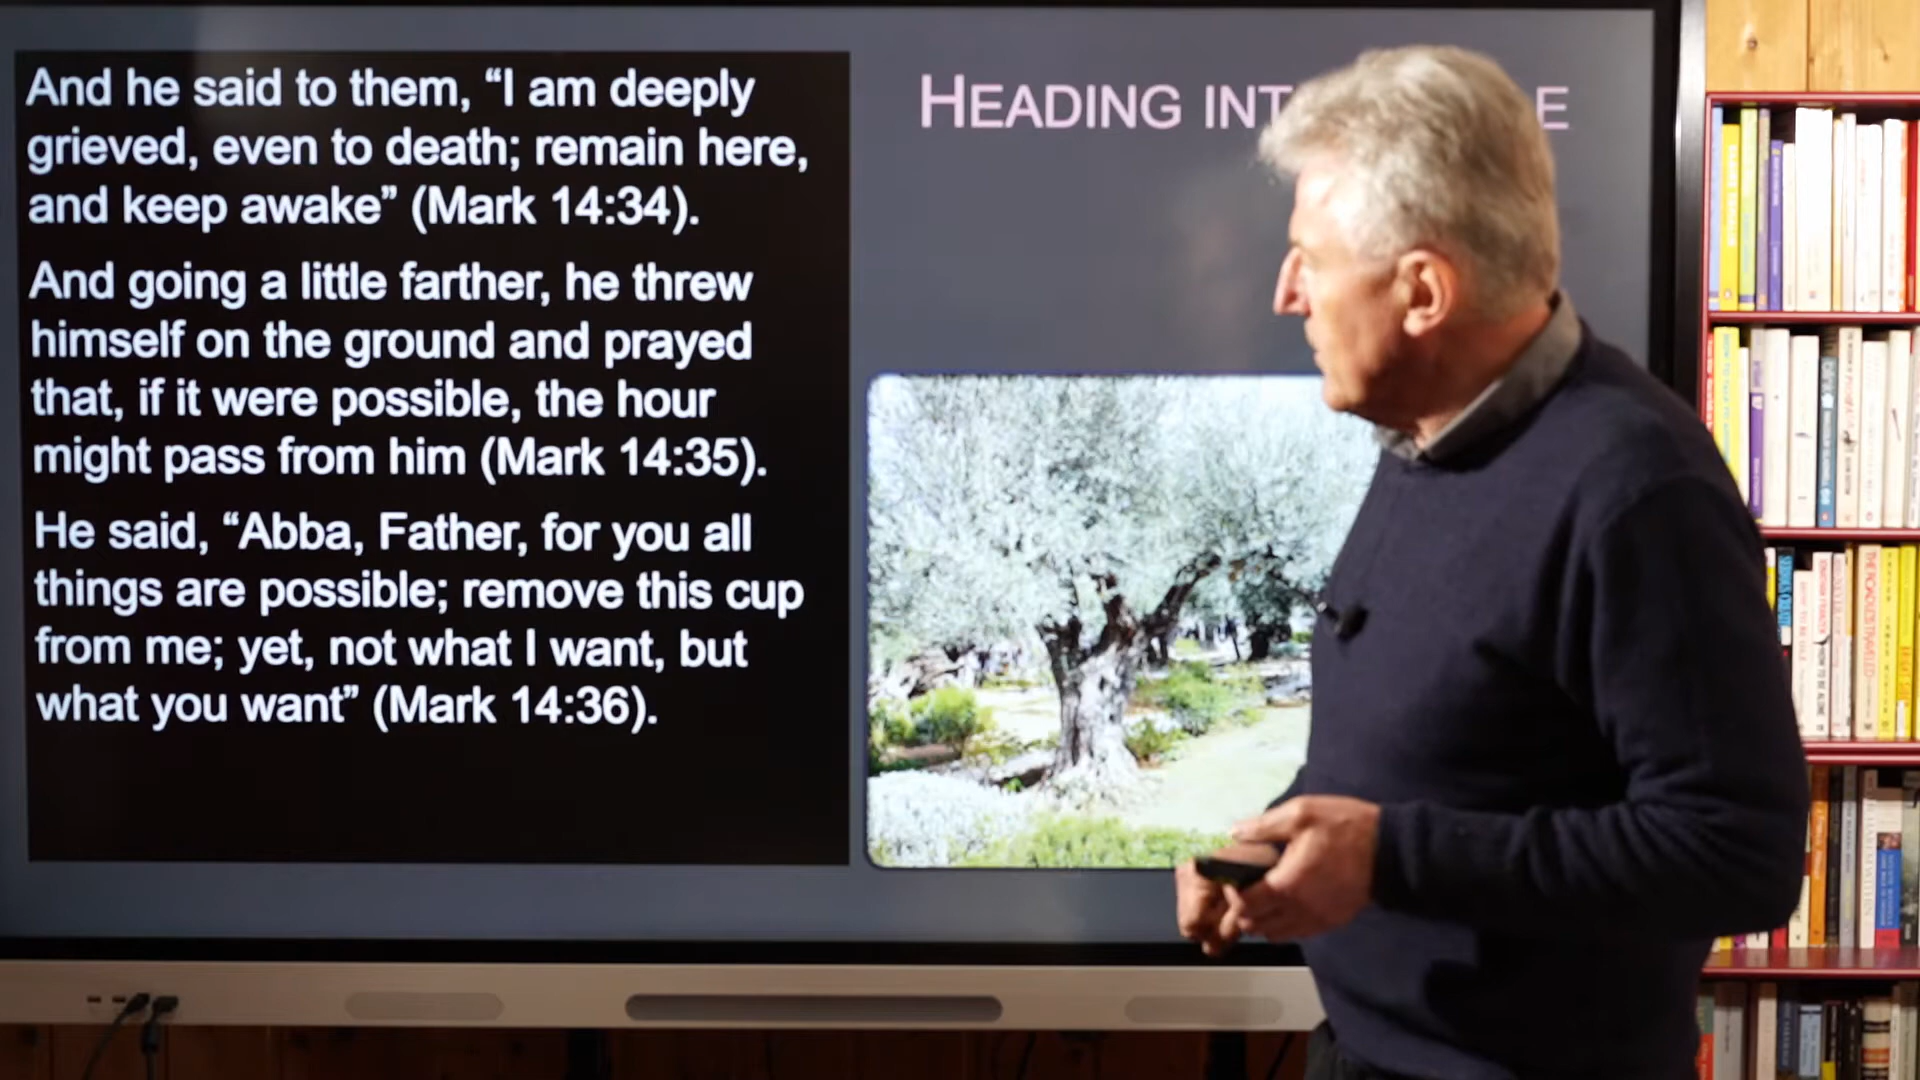 And he said to them, “I am deeply
grieved, even to death; remain here,
and keep awake” (Mark 14:34).
And going a little farther, he threw
himself on the ground and prayed
that, if it were possible, the hour
might pass from him (Mark 14:35).
He said, “Abba, Father, for you all
things are possible; remove this cup
from me; yet, not what I want, but
what you want” (Mark 14:36).
HEADING